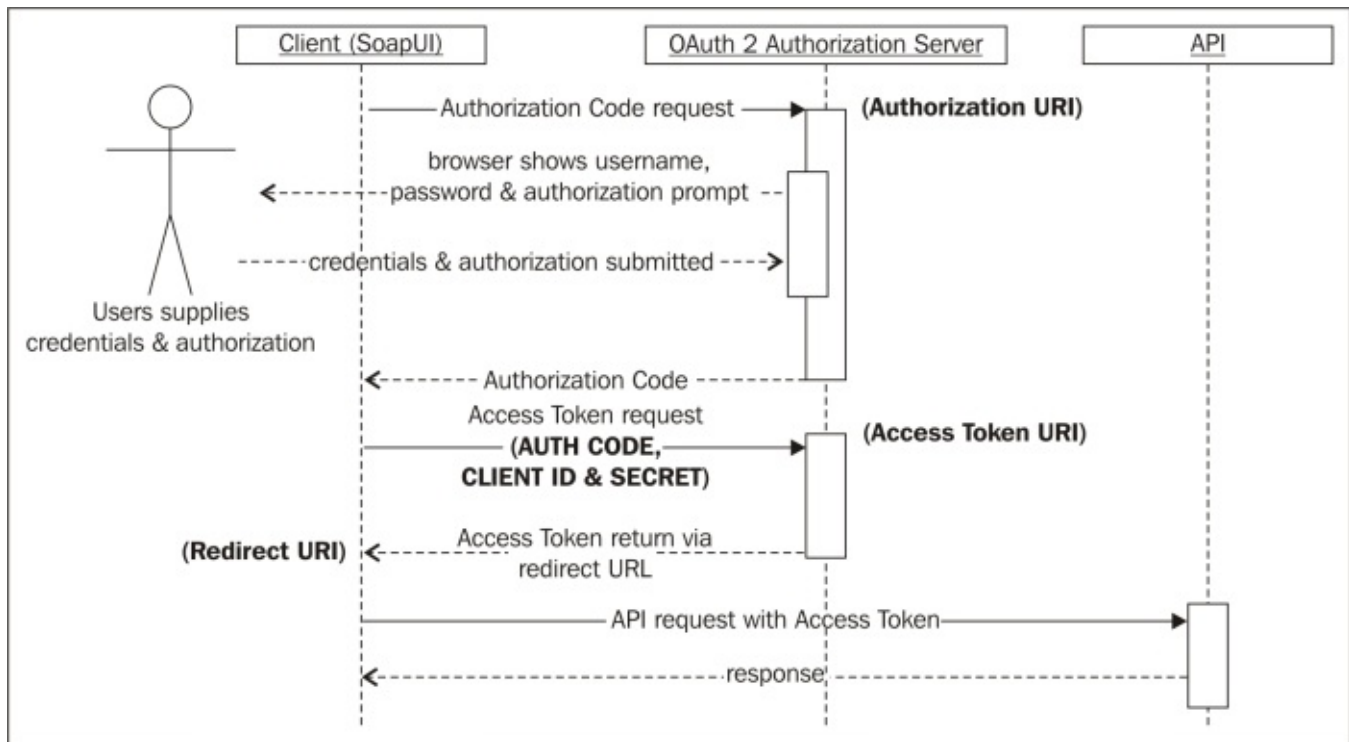 Client (SoapUI)
OAuth 2 Authorization Server
API
Authorization Code request
(Authorization URI)
browser shows username,
password & authorization prompt
credentials & authorization submitted
Users supplies
credentials & authorization
Authorization Code
Access Token request
(AUTH CODE,
CLIENT ID & SECRET)
(Access Token URI)
(Redirect URI)
Access Token return via
redirect URL
API request with Access Token
response